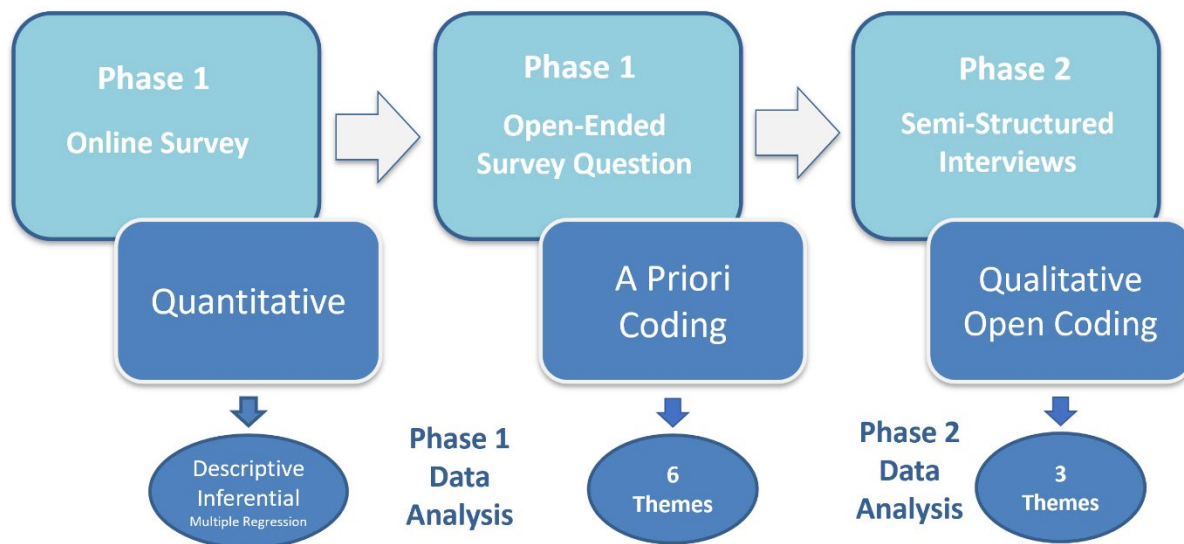 Phase 1
Online Survey
Phase 1
Open-Ended
Survey Question
Phase 2
Semi-Structured
Interviews
Quantitative
A Priori
Coding
Qualitative
Open Coding
Descriptive
Inferential
Multiple Regression
Phase 1
Data
Analysis
6
Themes
Phase 2
Data
Analysis
3
Themes